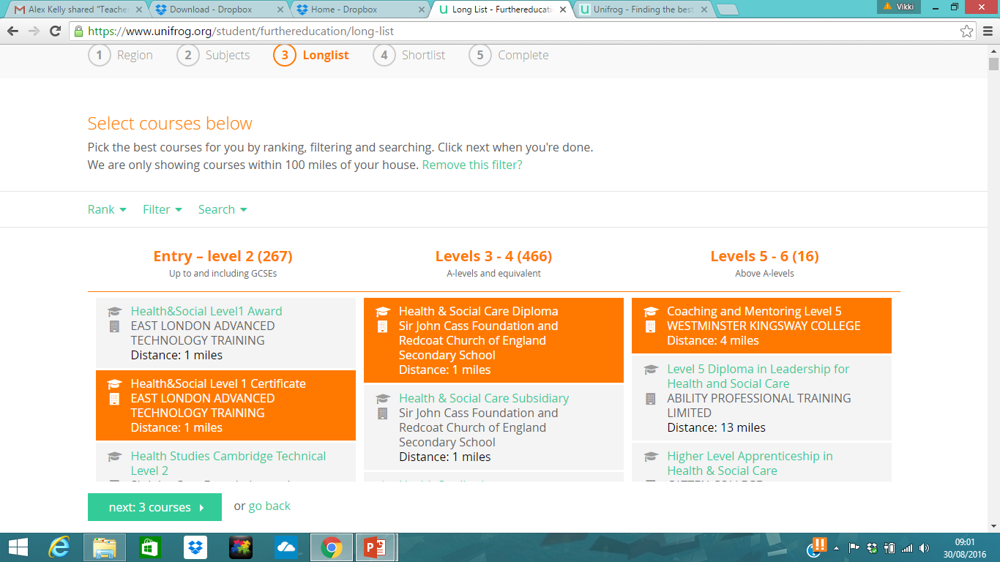 Alex Kelly shared "Teache
Download - Dropbox
Home - Dropbox
Long List - Furthereducati
Unifrog - Finding the best
Vikki
https://www.unifrog.org/student/furthereducation/long-list
1 Region
2 Subjects
3 Longlist
4 Shortlist
5 Complete
Select courses below
Pick the best courses for you by ranking, filtering and searching. Click next when you're done.
We are only showing courses within 100 miles of your house. Remove this filter?
Rank
Filter
Search
Entry – level 2 (267)
Up to and including GCSEs
Health&Social Level1 Award
EAST LONDON ADVANCED
TECHNOLOGY TRAINING
Distance: 1 miles
Health&Social Level 1 Certificate
EAST LONDON ADVANCED
TECHNOLOGY TRAINING
Distance: 1 miles
Health Studies Cambridge Technical
Level 2
Levels 3 - 4 (466)
A-levels and equivalent
Health & Social Care Diploma
Sir John Cass Foundation and
Redcoat Church of England
Secondary School
Distance: 1 miles
Health & Social Care Subsidiary
Sir John Cass Foundation and
Redcoat Church of England
Secondary School
Distance: 1 miles
Levels 5 - 6 (16)
Above A-levels
Coaching and Mentoring Level 5
WESTMINSTER KINGSWAY COLLEGE
Distance: 4 miles
Level 5 Diploma in Leadership for
Health and Social Care
ABILITY PROFESSIONAL TRAINING
LIMITED
Distance: 13 miles
Higher Level Apprenticeship in
Health & Social Care
next: 3 courses
or go back
09:01
30/08/2016